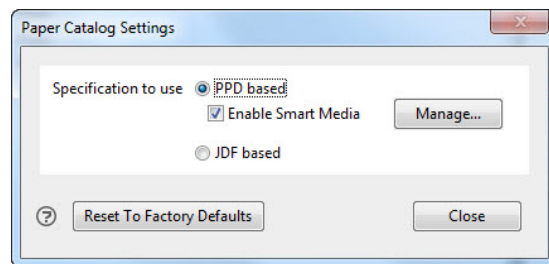 Paper Catalog Settings
Specification to use PPD based
Enable Smart Media Manage...
JDF based
? Reset To Factory Defaults Close